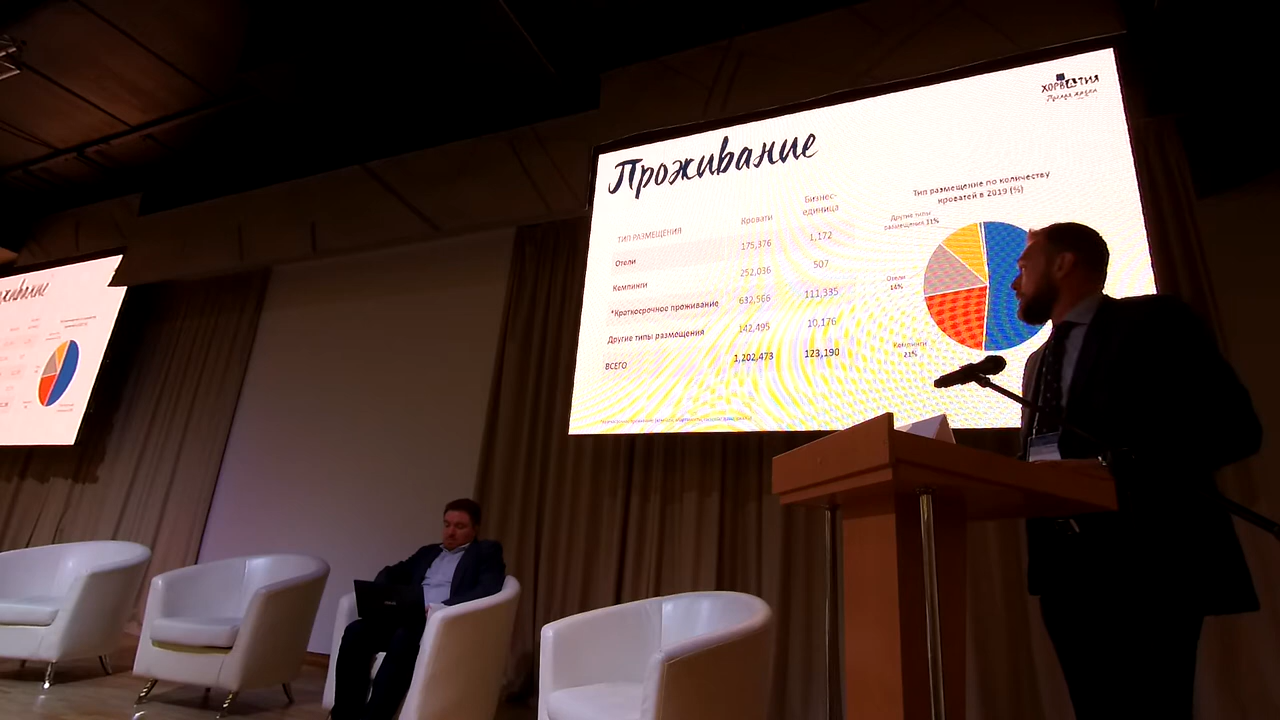 ХОРВАТИЯ
Проживание
Тип размещение по количеству
кроватей в 2019 (%)
ТИП РАЗМЕЩЕНИЯ Кровати Бизнес-
единица
Отели 175,376 1,172
Кемпинги 252,036 507
*Краткосрочное проживание 632,566 111,335
Другие типы размещения 142,495 10,176
ВСЕГО 1,202,473 123,190
Другие типы
Отели
Кемпинги
21%